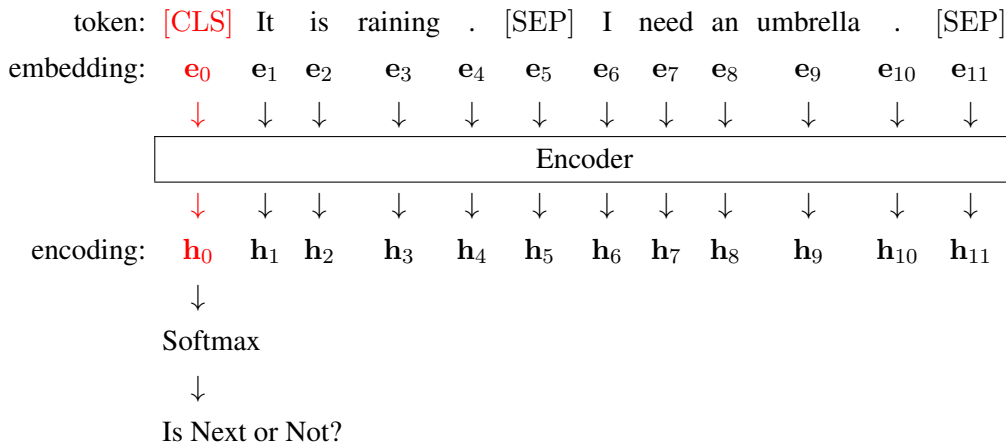 token: [CLS] It is raining . [SEP] I need an umbrella . [SEP]
embedding: e₀ e₁ e₂ e₃ e₄ e₅ e₆ e₇ e₈ e₉ e₁₀ e₁₁
↓ ↓ ↓ ↓ ↓ ↓ ↓ ↓ ↓ ↓ ↓ ↓
Encoder
↓ ↓ ↓ ↓ ↓ ↓ ↓ ↓ ↓ ↓ ↓ ↓
encoding: h₀ h₁ h₂ h₃ h₄ h₅ h₆ h₇ h₈ h₉ h₁₀ h₁₁
↓
Softmax
↓
Is Next or Not?